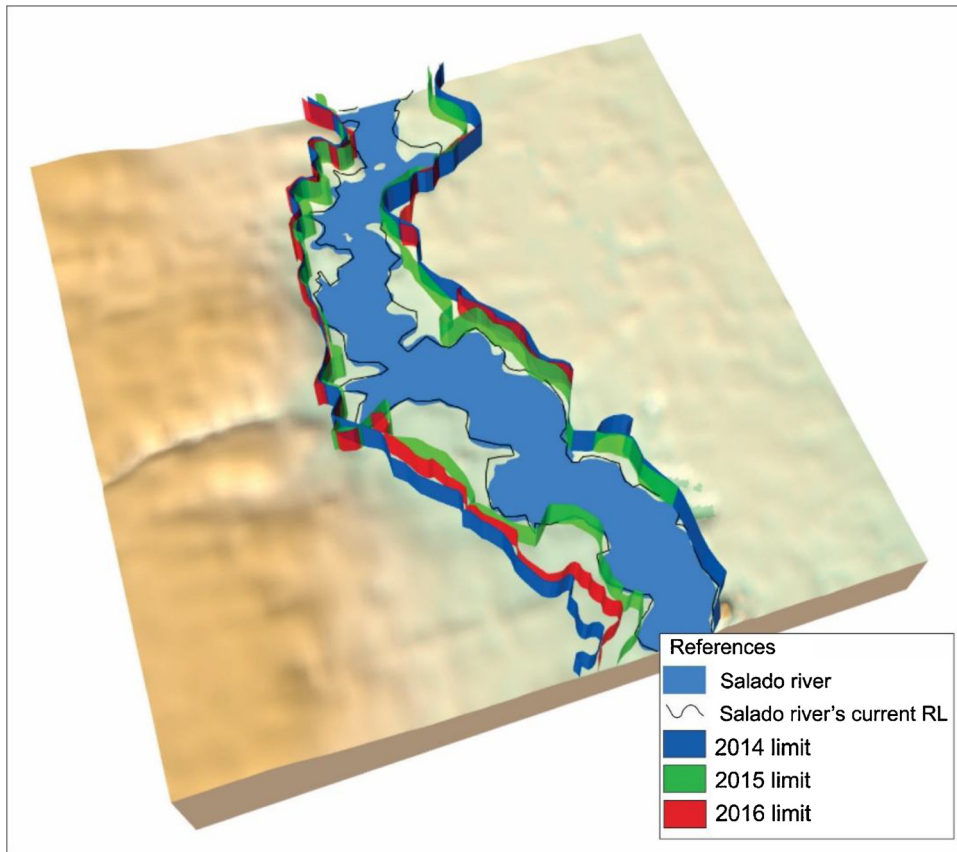 References
Salado river
Salado river's current RL
2014 limit
2015 limit
2016 limit